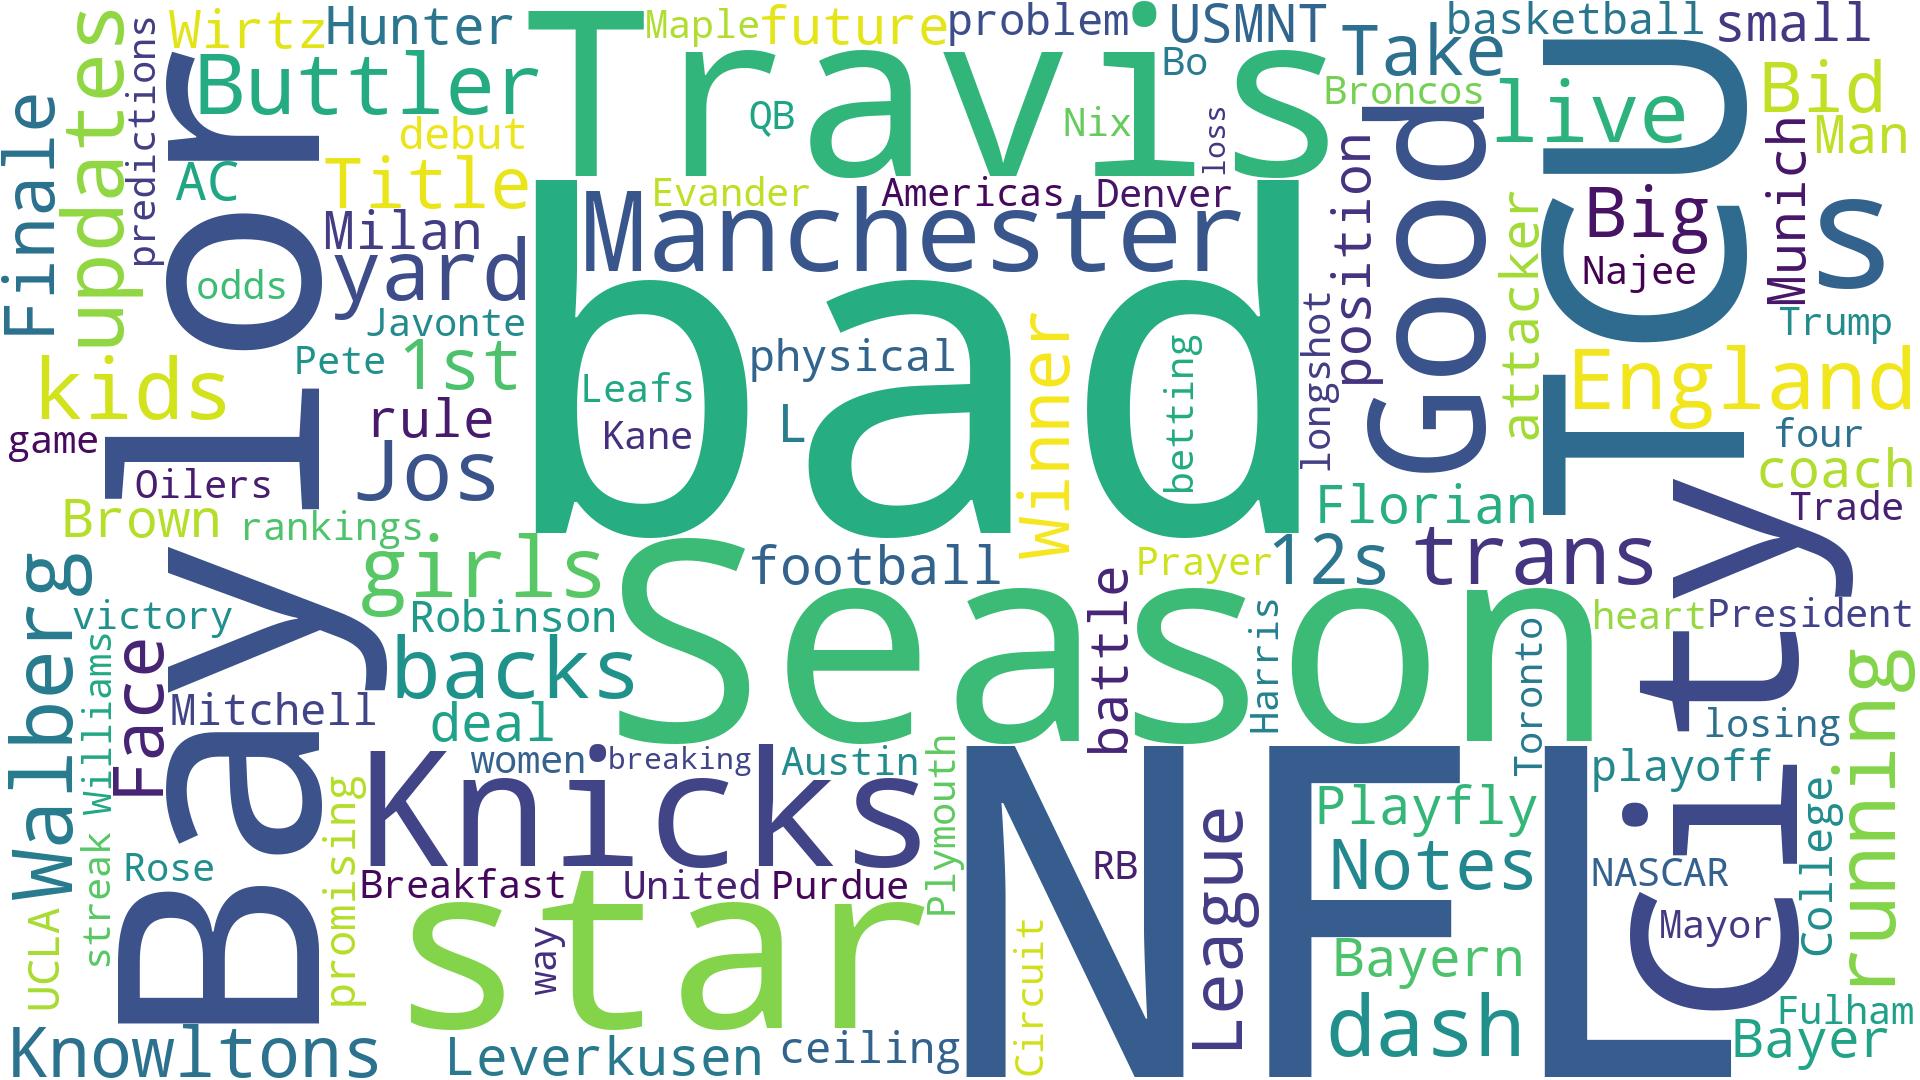 Wirtz
Hunter
Maple
future
problem
USMNT
basketball
small
updates
predictions
Buttler
Travis
QB
Nix
Bo
loss
Take
Broncos
live
Bid
Man
Finale
debut
AC
Title
Evander
Americas
Denver
Manchester
Milan
yard
odds
Javonte
Pete
1st
position
Good
attacker
TCU
Big
Najee
Munich
s
Trump
kids
game
Baylor
Oilers
rule
Jos
bad
Leafs
Kane
physical
L
Winner
betting
longshot
England
four
coach
Trade
Brown
rankings
Florian
girls
football
Prayer
12s
trans
Walberg
victory
Robinson
Season
battle
Harris
Toronto
heart
President
City
streak
Williams
Face
Mitchell
backs
deal
women
breaking
Austin
Plymouth
losing
playoff
running
Knicks
NFL
Rose
promising
Breakfast
United
Purdue
RB
League
Playfly
Notes
NASCAR
College
Mayor
UCLA
star
way
Circuit
Bayern
dash
Fulham
Bayer
Knowltons
Leverkusen
ceiling